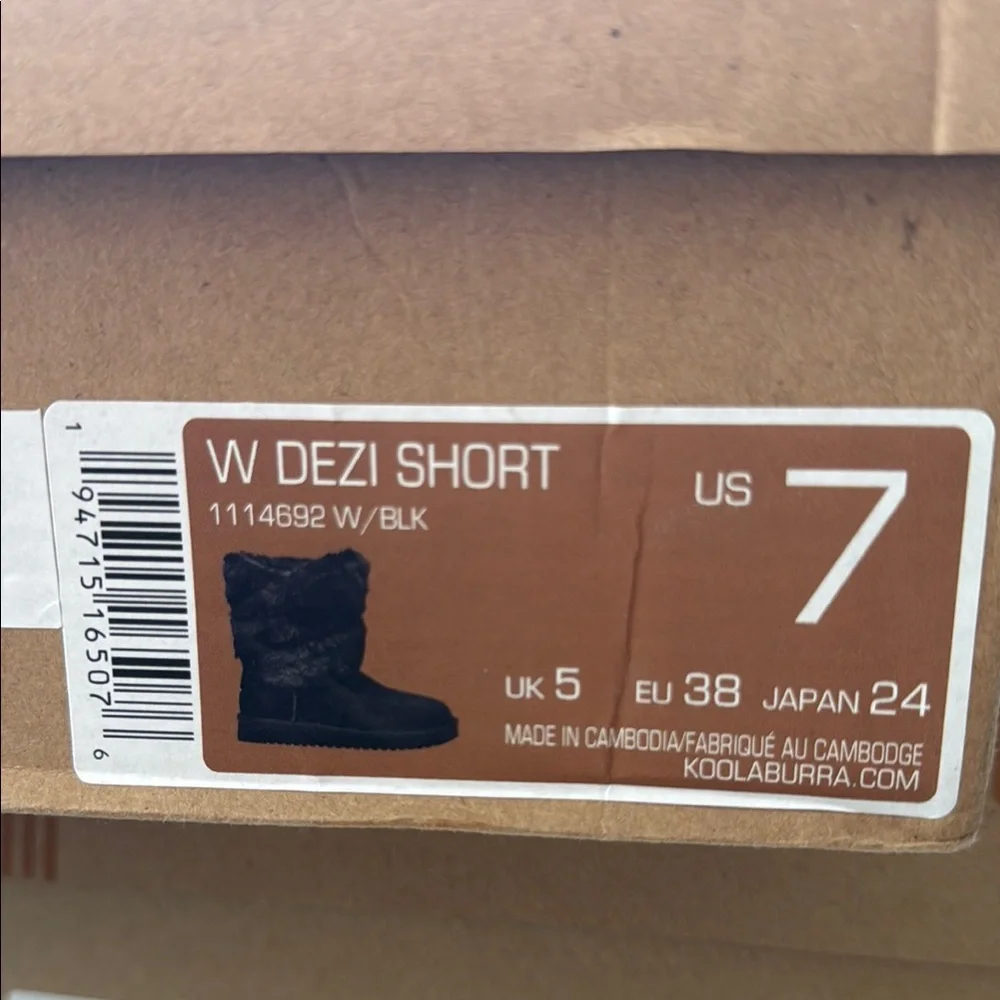 W DEZI SHORT
1114692 W/BLK
US 7
UK 5 EU 38 JAPAN 24
MADE IN CAMBODIA/FABRIQUÉ AU CAMBODGE
KOOLABURRA.COM
1 94715 16507 6